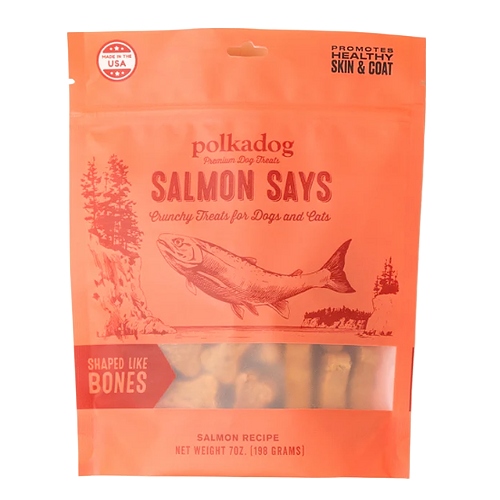 MADE IN THE
USA
PROMOTES
HEALTHY
SKIN & COAT
polkadog
Premium Dog Treats
SALMON SAYS
Crunchy Treats for Dogs and Cats
SHAPED LIKE
BONES
SALMON RECIPE
NET WEIGHT 7OZ. [198 GRAMS]